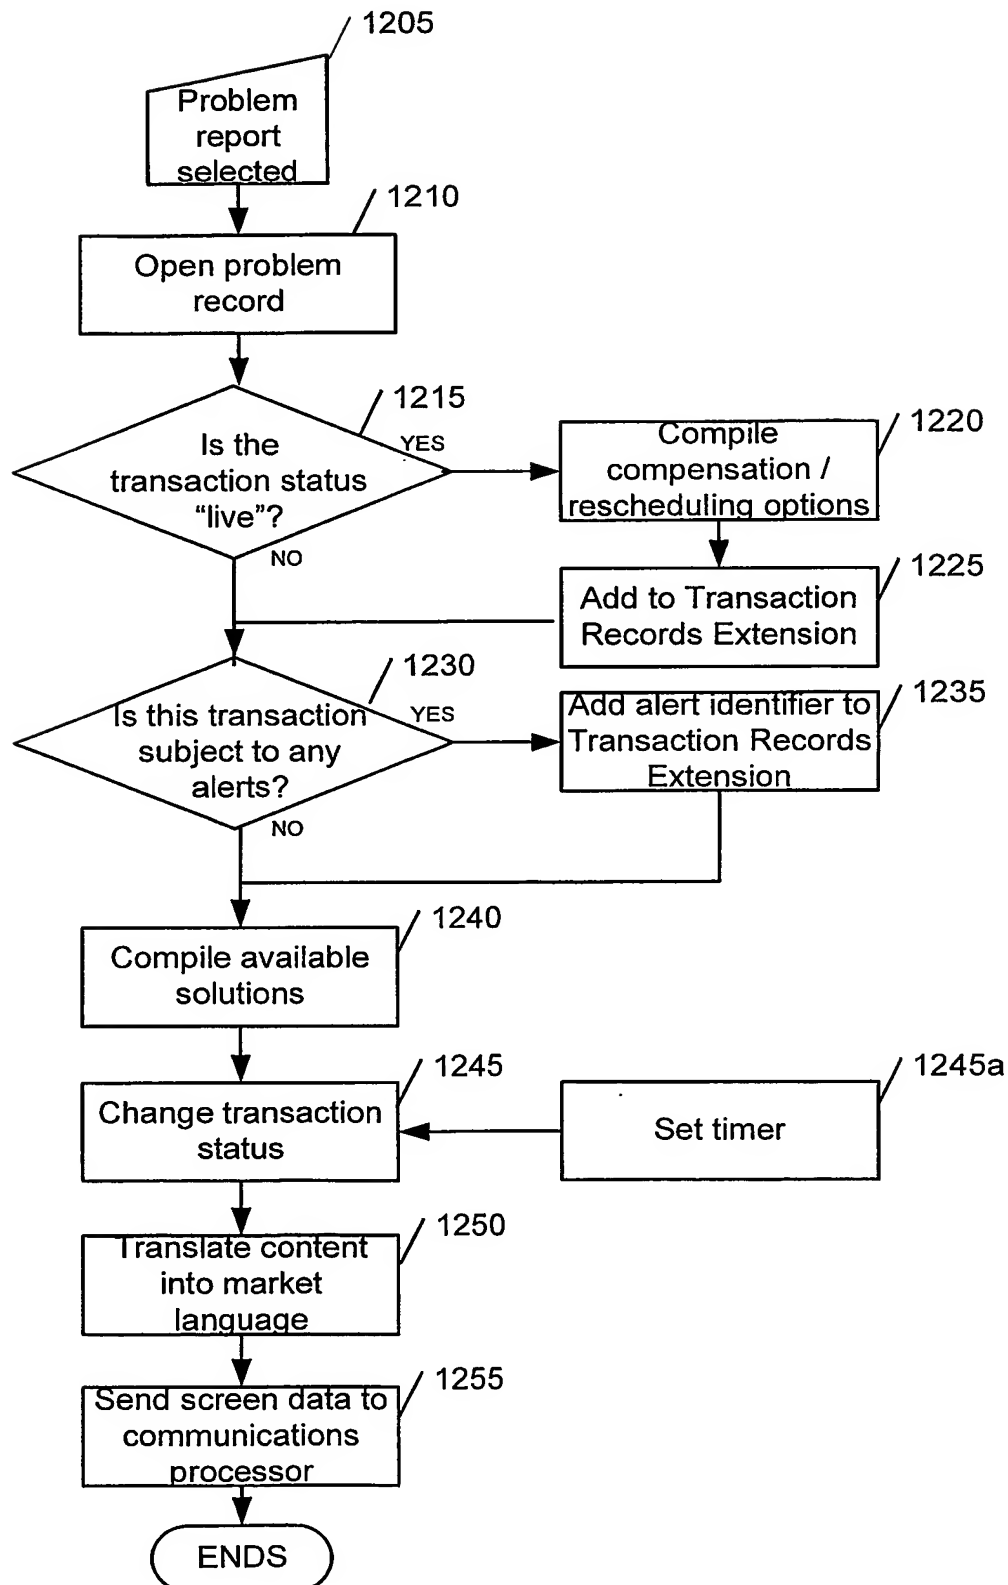 1205
Problem
report
selected
1210
Open problem
record
1215
Is the
transaction status
“live”?
YES
NO
1220
Compile
compensation /
rescheduling options
1225
Add to Transaction
Records Extension
1230
Is this transaction
subject to any
alerts?
YES
NO
1235
Add alert identifier to
Transaction Records
Extension
1240
Compile available
solutions
1245
Change transaction
status
1245a
Set timer
1250
Translate content
into market
language
1255
Send screen data to
communications
processor
ENDS